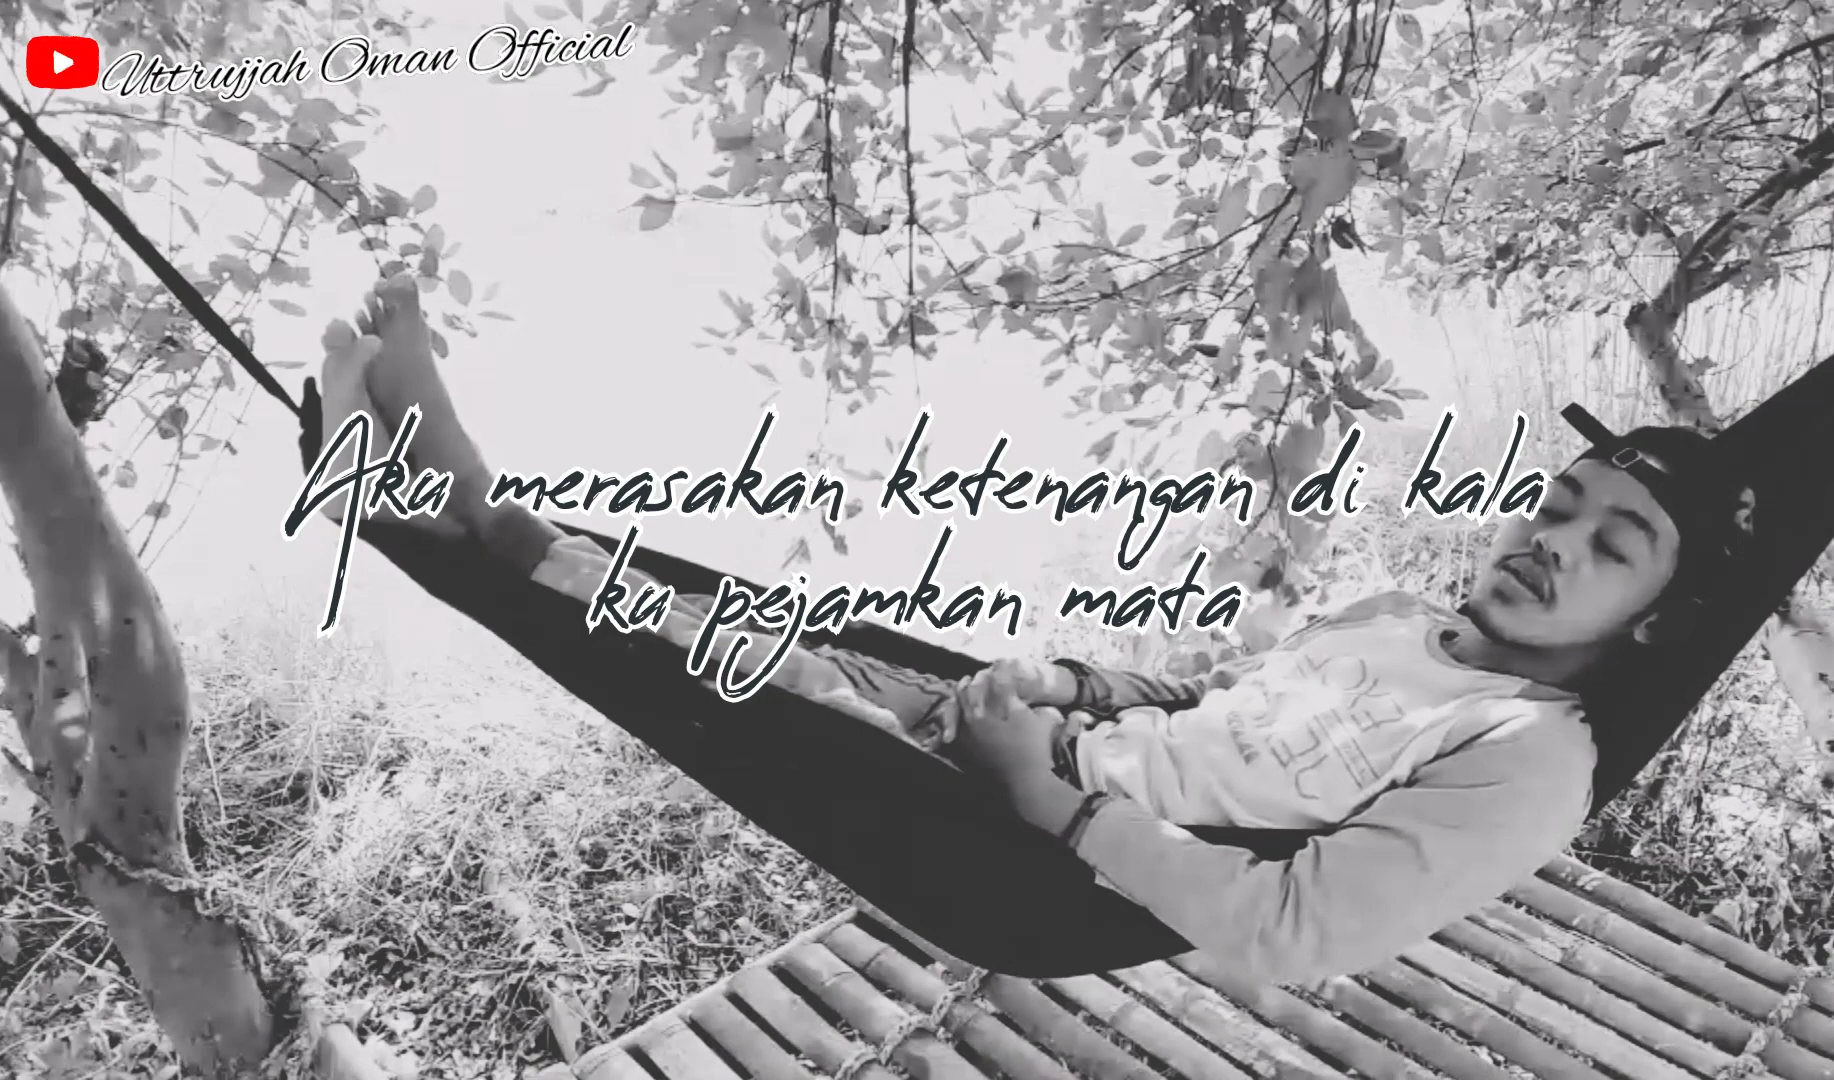 Uttrujjah Oman Official
Aku merasakan ketenangan di kala
ku pejamkan mata